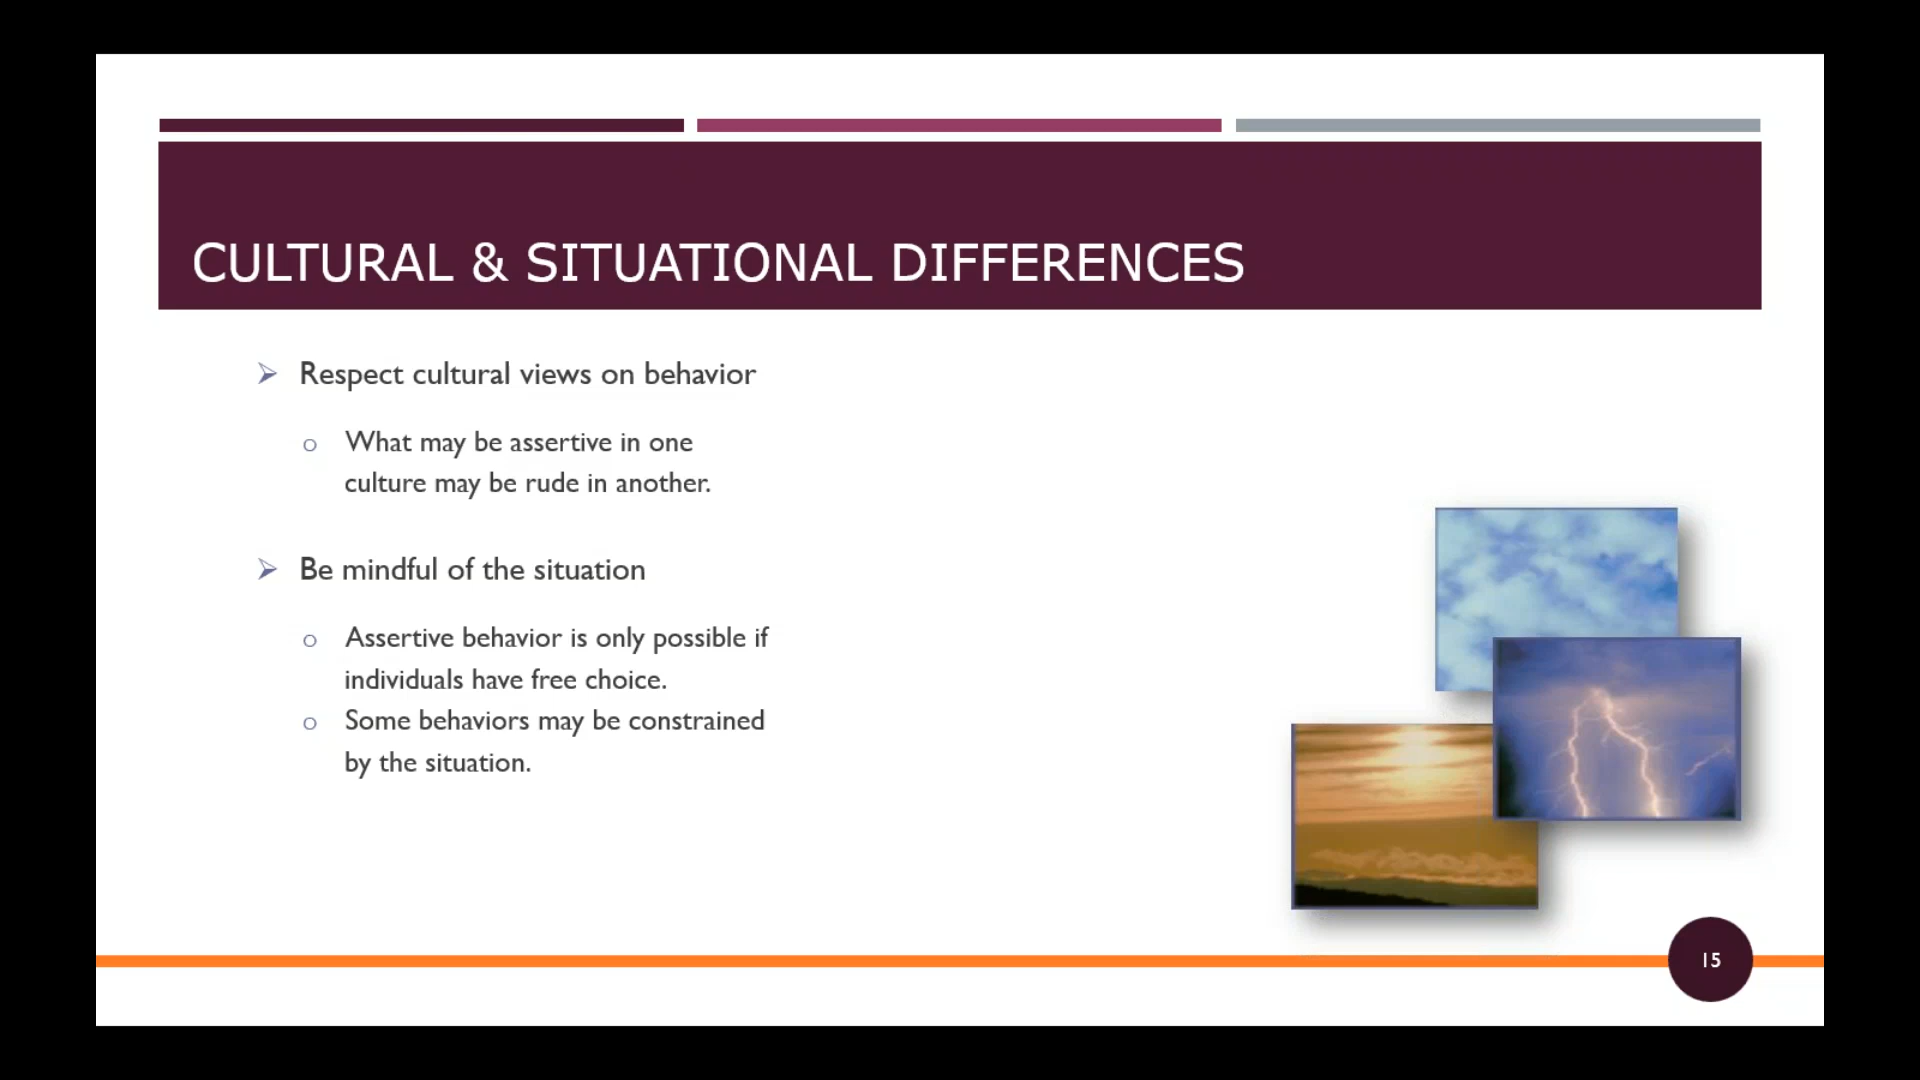 CULTURAL & SITUATIONAL DIFFERENCES
Respect cultural views on behavior
What may be assertive in one
culture may be rude in another.
Be mindful of the situation
Assertive behavior is only possible if
individuals have free choice.
Some behaviors may be constrained
by the situation.
15